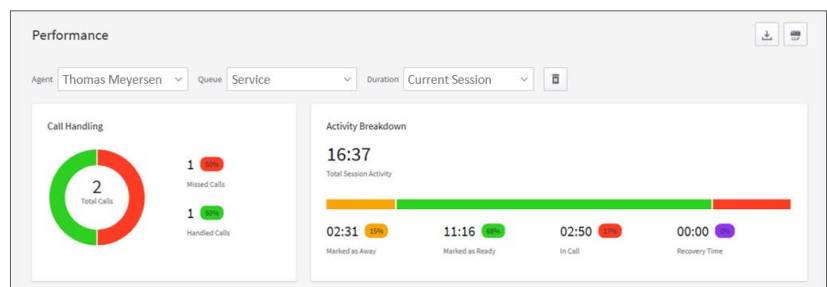 Performance
Agent Thomas Meyersen Queue Service Duration Current Session
Call Handling
2
Total Calls
1 50%
Missed Calls
1 50%
Handled Calls
Activity Breakdown
16:37
Total Session Activity
02:31 15% 11:16 68% 02:50 17% 00:00 0%
Marked as Away Marked as Ready In Call Recovery Time